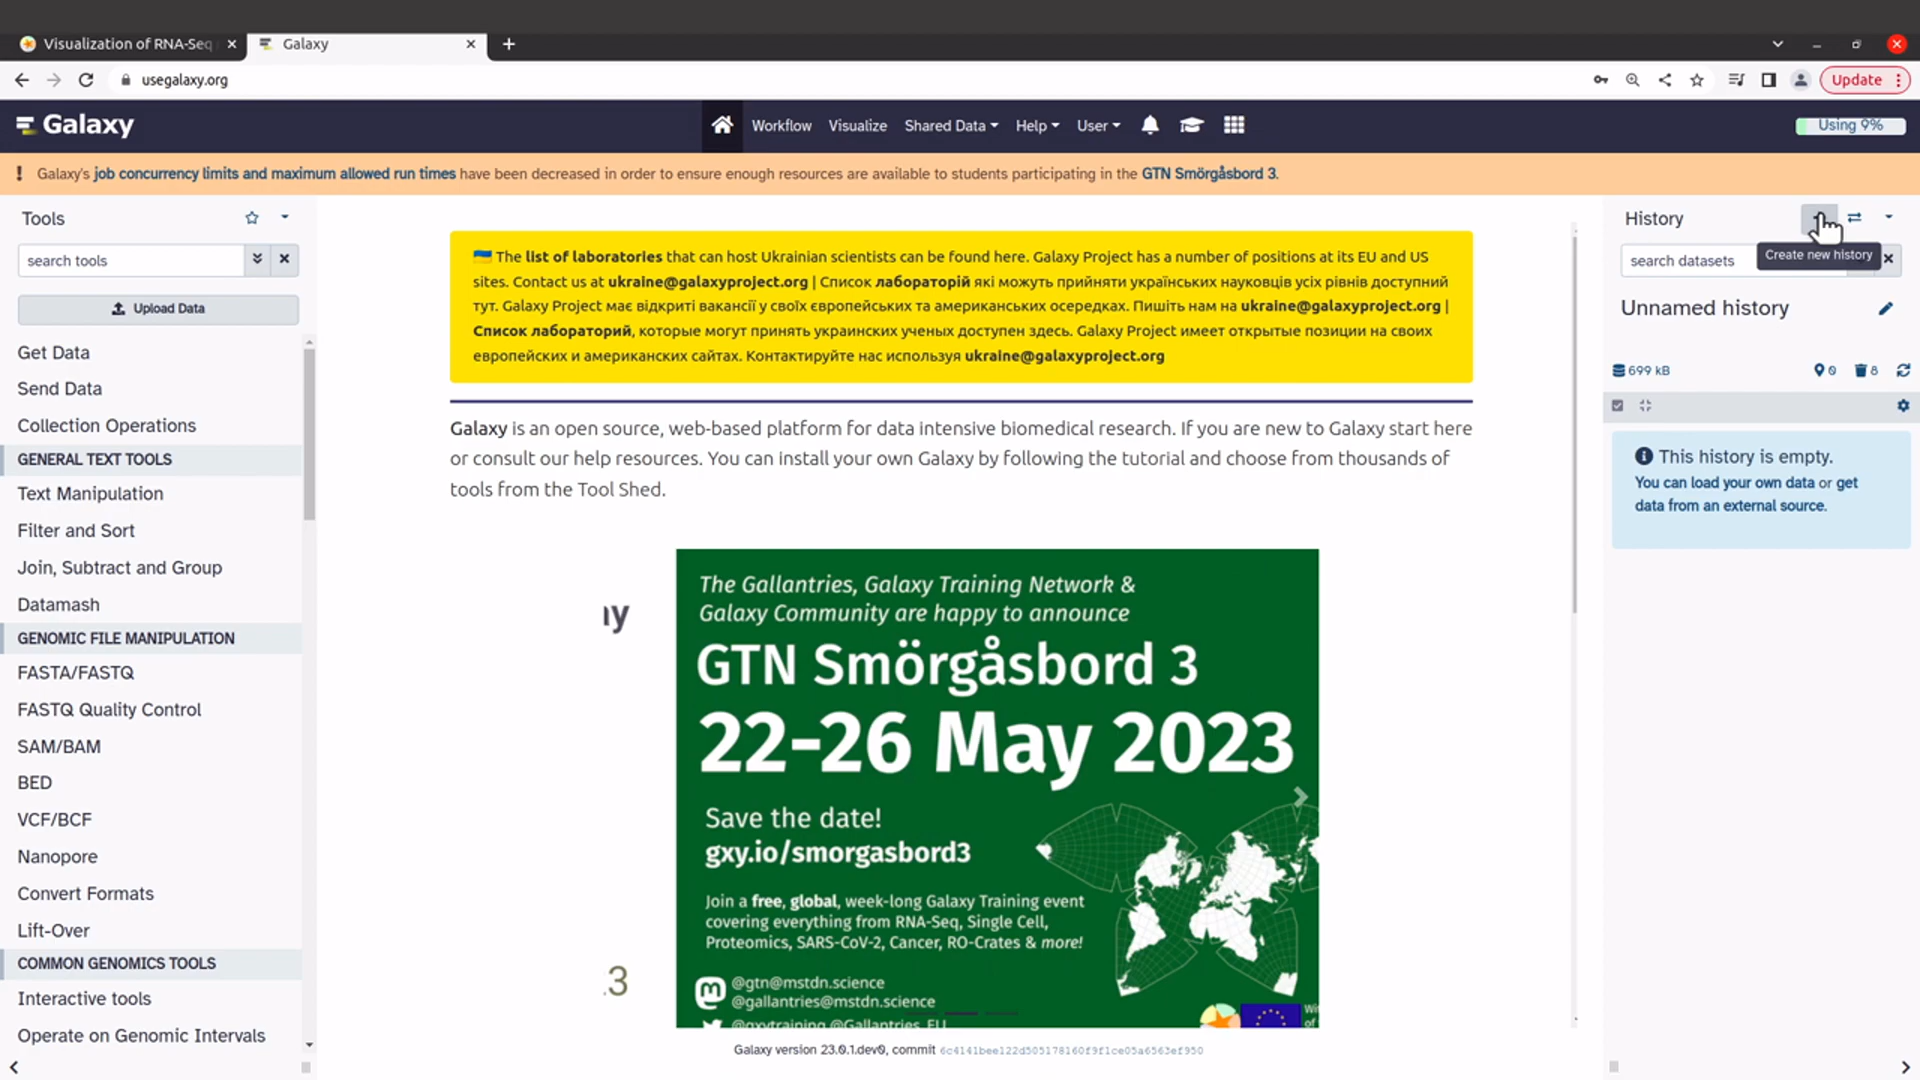 Visualization of RNA-Seq
Galaxy
usegalaxy.org
Update
Galaxy
Workflow
Visualize
Shared Data
Help
User
Using 9%
Galaxy's job concurrency limits and maximum allowed run times have been decreased in order to ensure enough resources are available to students participating in the GTN Smörgåsbord 3.
Tools
search tools
Upload Data
Get Data
Send Data
Collection Operations
GENERAL TEXT TOOLS
Text Manipulation
Filter and Sort
Join, Subtract and Group
Datamash
GENOMIC FILE MANIPULATION
FASTA/FASTQ
FASTQ Quality Control
SAM/BAM
BED
VCF/BCF
Nanopore
Convert Formats
Lift-Over
COMMON GENOMICS TOOLS
Interactive tools
Operate on Genomic Intervals
The list of laboratories that can host Ukrainian scientists can be found here. Galaxy Project has a number of positions at its EU and US
sites. Contact us at ukraine@galaxyproject.org | Список лабораторій які можуть прийняти українських науковців усіх рівнів доступний
тут. Galaxy Project має відкриті вакансії у своїх європейських та американських осередках. Пишіть нам на ukraine@galaxyproject.org |
Список лабораторий, которые могут принять украинских ученых доступен здесь. Galaxy Project имеет открытые позиции на своих
европейских и американских сайтах. Контактируйте нас используя ukraine@galaxyproject.org
Galaxy is an open source, web-based platform for data intensive biomedical research. If you are new to Galaxy start here
or consult our help resources. You can install your own Galaxy by following the tutorial and choose from thousands of
tools from the Tool Shed.
The Gallantries, Galaxy Training Network &
Galaxy Community are happy to announce
GTN Smörgåsbord 3
22-26 May 2023
Save the date!
gxy.io/smorgasbord3
Join a free, global, week-long Galaxy Training event
covering everything from RNA-Seq, Single Cell,
Proteomics, SARS-CoV-2, Cancer, RO-Crates & more!
@gtn@mstdn.science
@gallantries@mstdn.science
@gxytraining @Gallantries_EU
.3
Galaxy version 23.0.1.dev0, commit 6c4141bee122d505178160f9f1ce05a6563ef950
History
Create new history
search datasets
Unnamed history
699 kB
0
8
This history is empty.
You can load your own data or get
data from an external source.